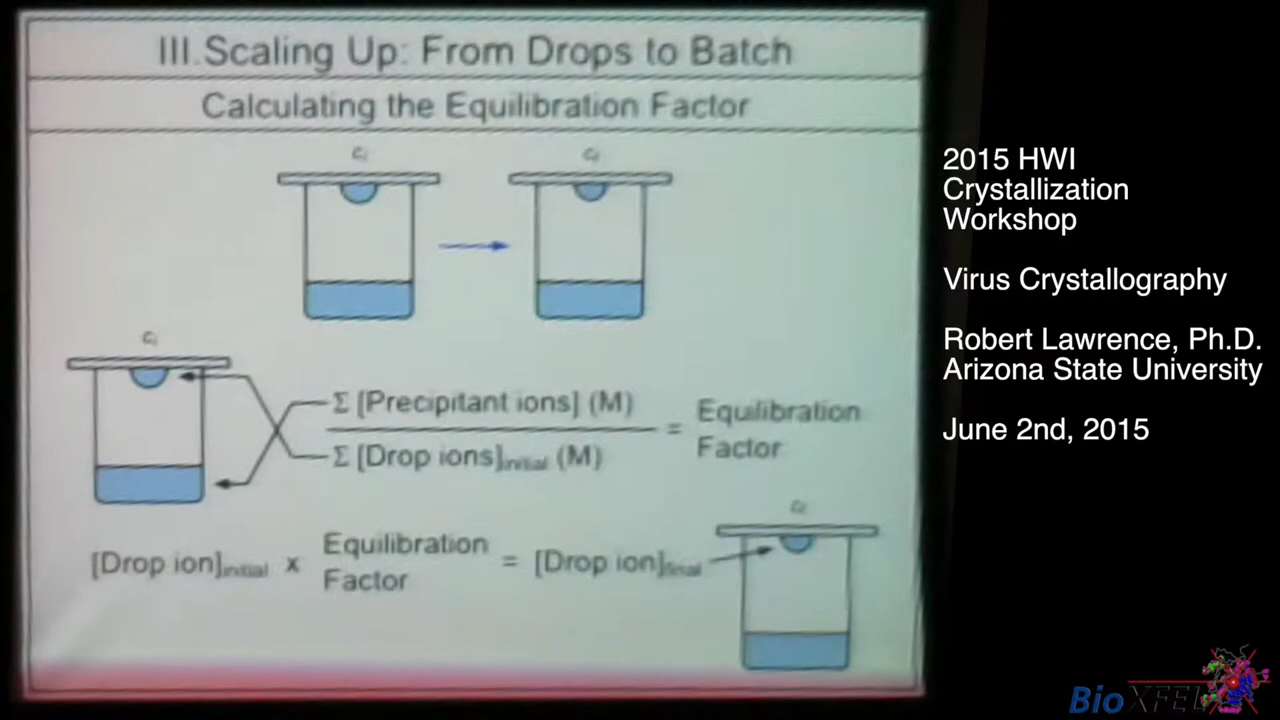 III. Scaling Up: From Drops to Batch
Calculating the Equilibration Factor
Ci
Ci
Σ [Precipitant ions] (M)
Σ [Drop ions]initial (M)
= Equilibration
Factor
[Drop ion]initial x Equilibration
Factor
= [Drop ion]final
2015 HWI
Crystallization
Workshop
Virus Crystallography
Robert Lawrence, Ph.D.
Arizona State University
June 2nd, 2015
BioXFEL